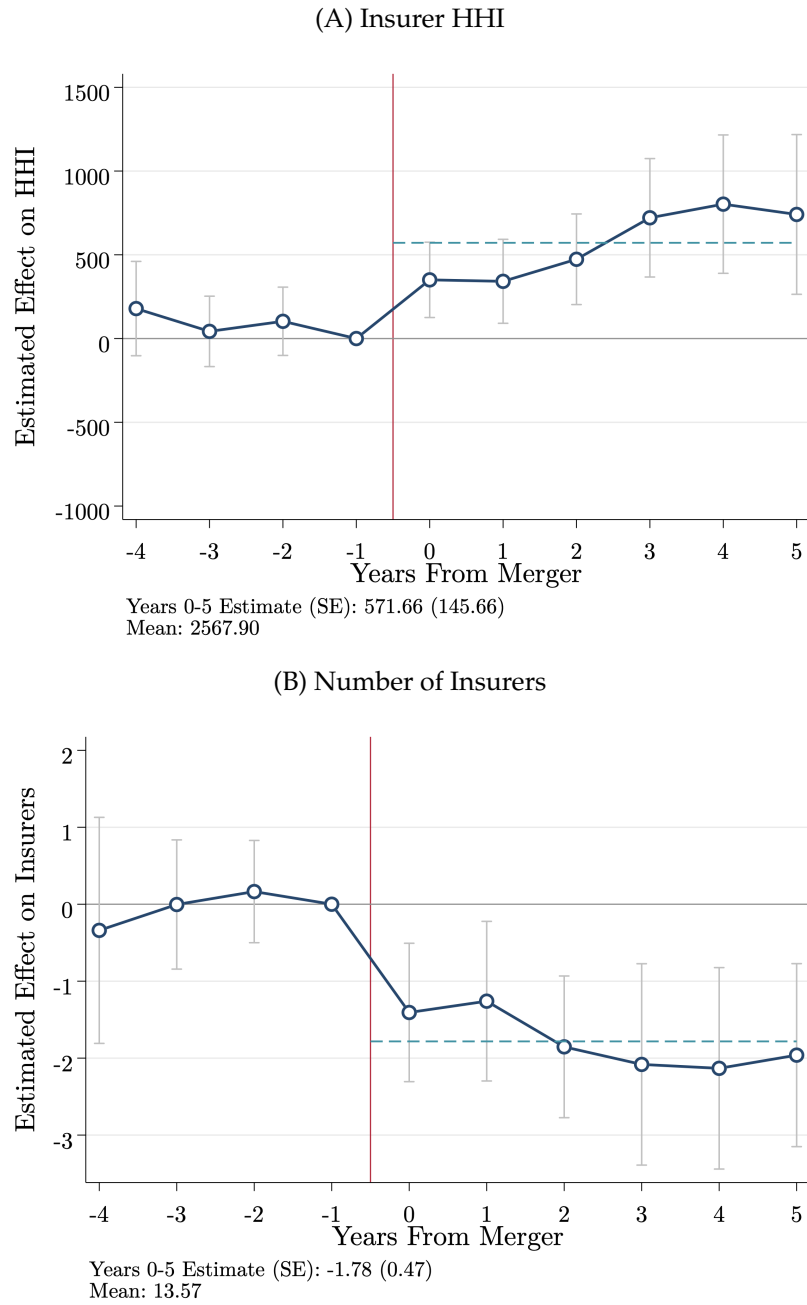 (A) Insurer HHI
Estimated Effect on HHI
1500
1000
500
0
-500
-1000
-4 -3 -2 -1 0 1 2 3 4 5
Years From Merger
Years 0-5 Estimate (SE): 571.66 (145.66)
Mean: 2567.90
(B) Number of Insurers
Estimated Effect on Insurers
2
1
0
-1
-2
-3
-4 -3 -2 -1 0 1 2 3 4 5
Years From Merger
Years 0-5 Estimate (SE): -1.78 (0.47)
Mean: 13.57